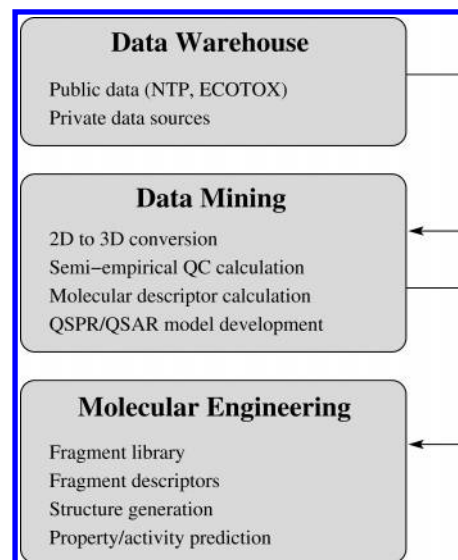 Data Warehouse
Public data (NTP, ECOTOX)
Private data sources
Data Mining
2D to 3D conversion
Semi−empirical QC calculation
Molecular descriptor calculation
QSPR/QSAR model development
Molecular Engineering
Fragment library
Fragment descriptors
Structure generation
Property/activity prediction